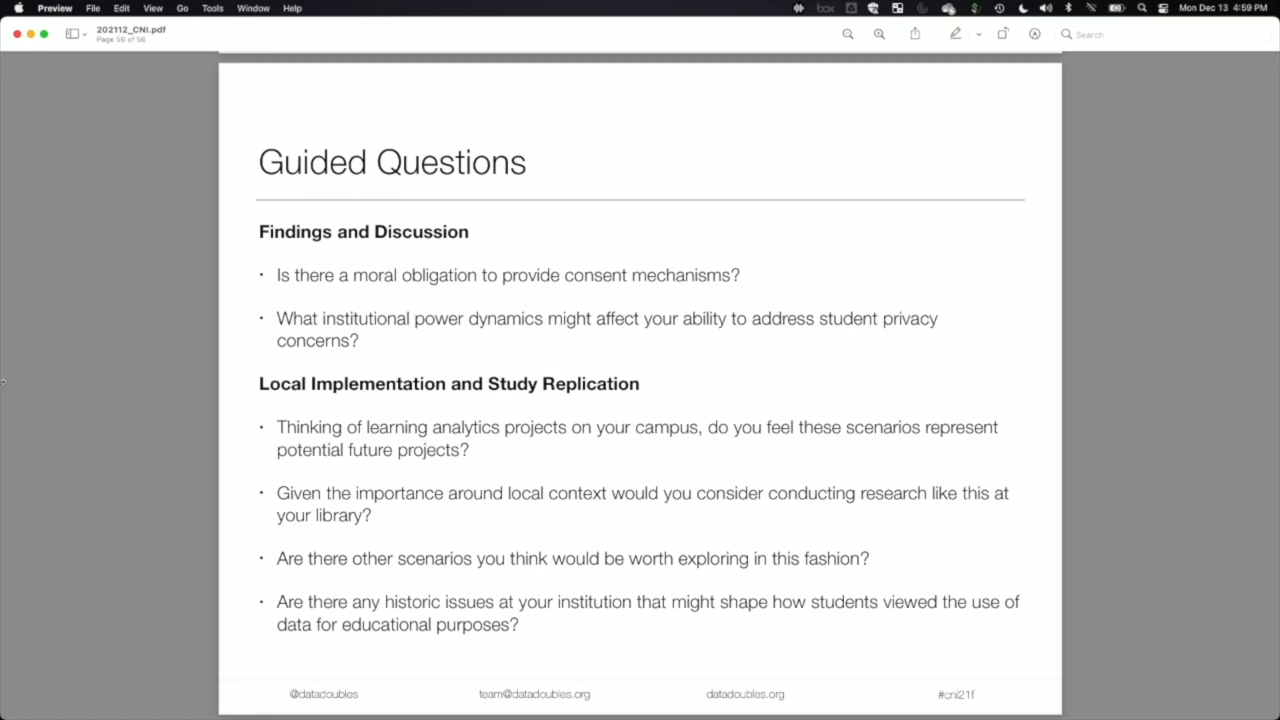 Preview File Edit View Go Tools Window Help
box
Mon Dec 13 4:59 PM
202112_CNI.pdf
Page 56 of 56
Search
Guided Questions
Findings and Discussion
• Is there a moral obligation to provide consent mechanisms?
• What institutional power dynamics might affect your ability to address student privacy
concerns?
Local Implementation and Study Replication
• Thinking of learning analytics projects on your campus, do you feel these scenarios represent
potential future projects?
• Given the importance around local context would you consider conducting research like this at
your library?
• Are there other scenarios you think would be worth exploring in this fashion?
• Are there any historic issues at your institution that might shape how students viewed the use of
data for educational purposes?
@datadoubles team@datadoubles.org datadoubles.org #cni21f